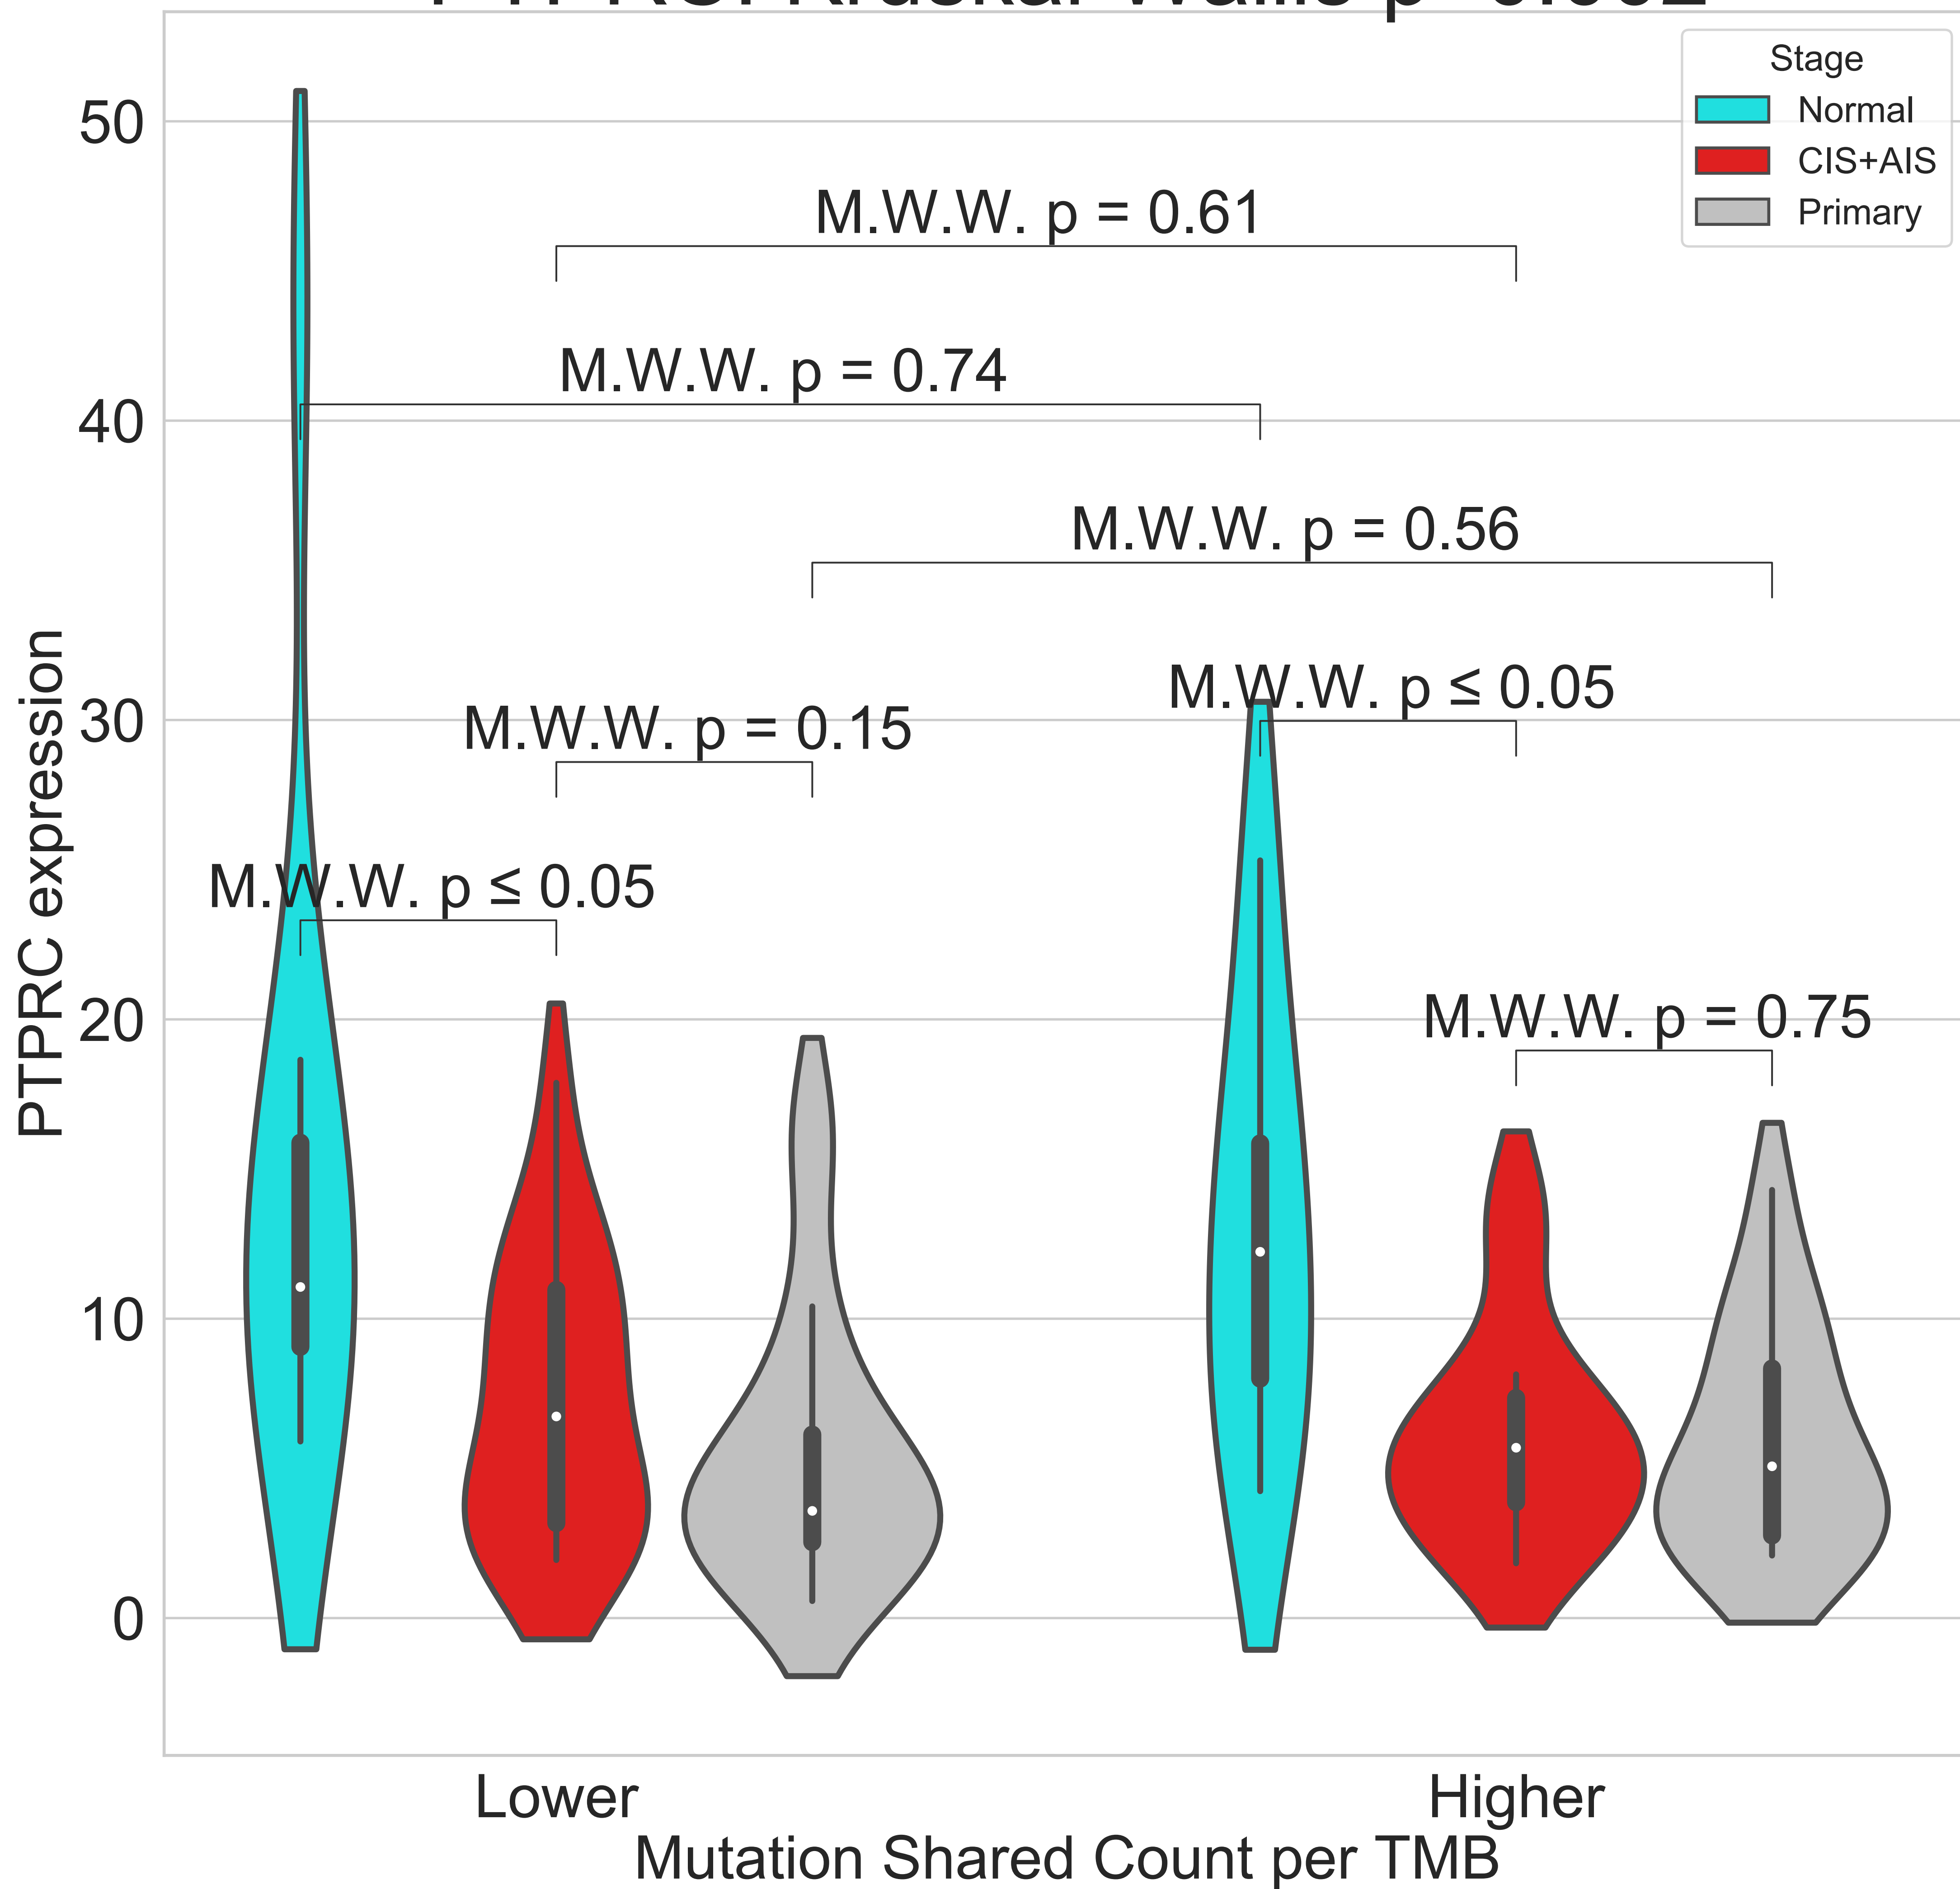 Stage
Normal
CIS+AIS
Primary
50
40
30
20
10
0
PTPRC expression
M.W.W. p = 0.61
M.W.W. p = 0.74
M.W.W. p = 0.56
M.W.W. p ≤ 0.05
M.W.W. p = 0.15
M.W.W. p ≤ 0.05
M.W.W. p = 0.75
Lower
Higher
Mutation Shared Count per TMB